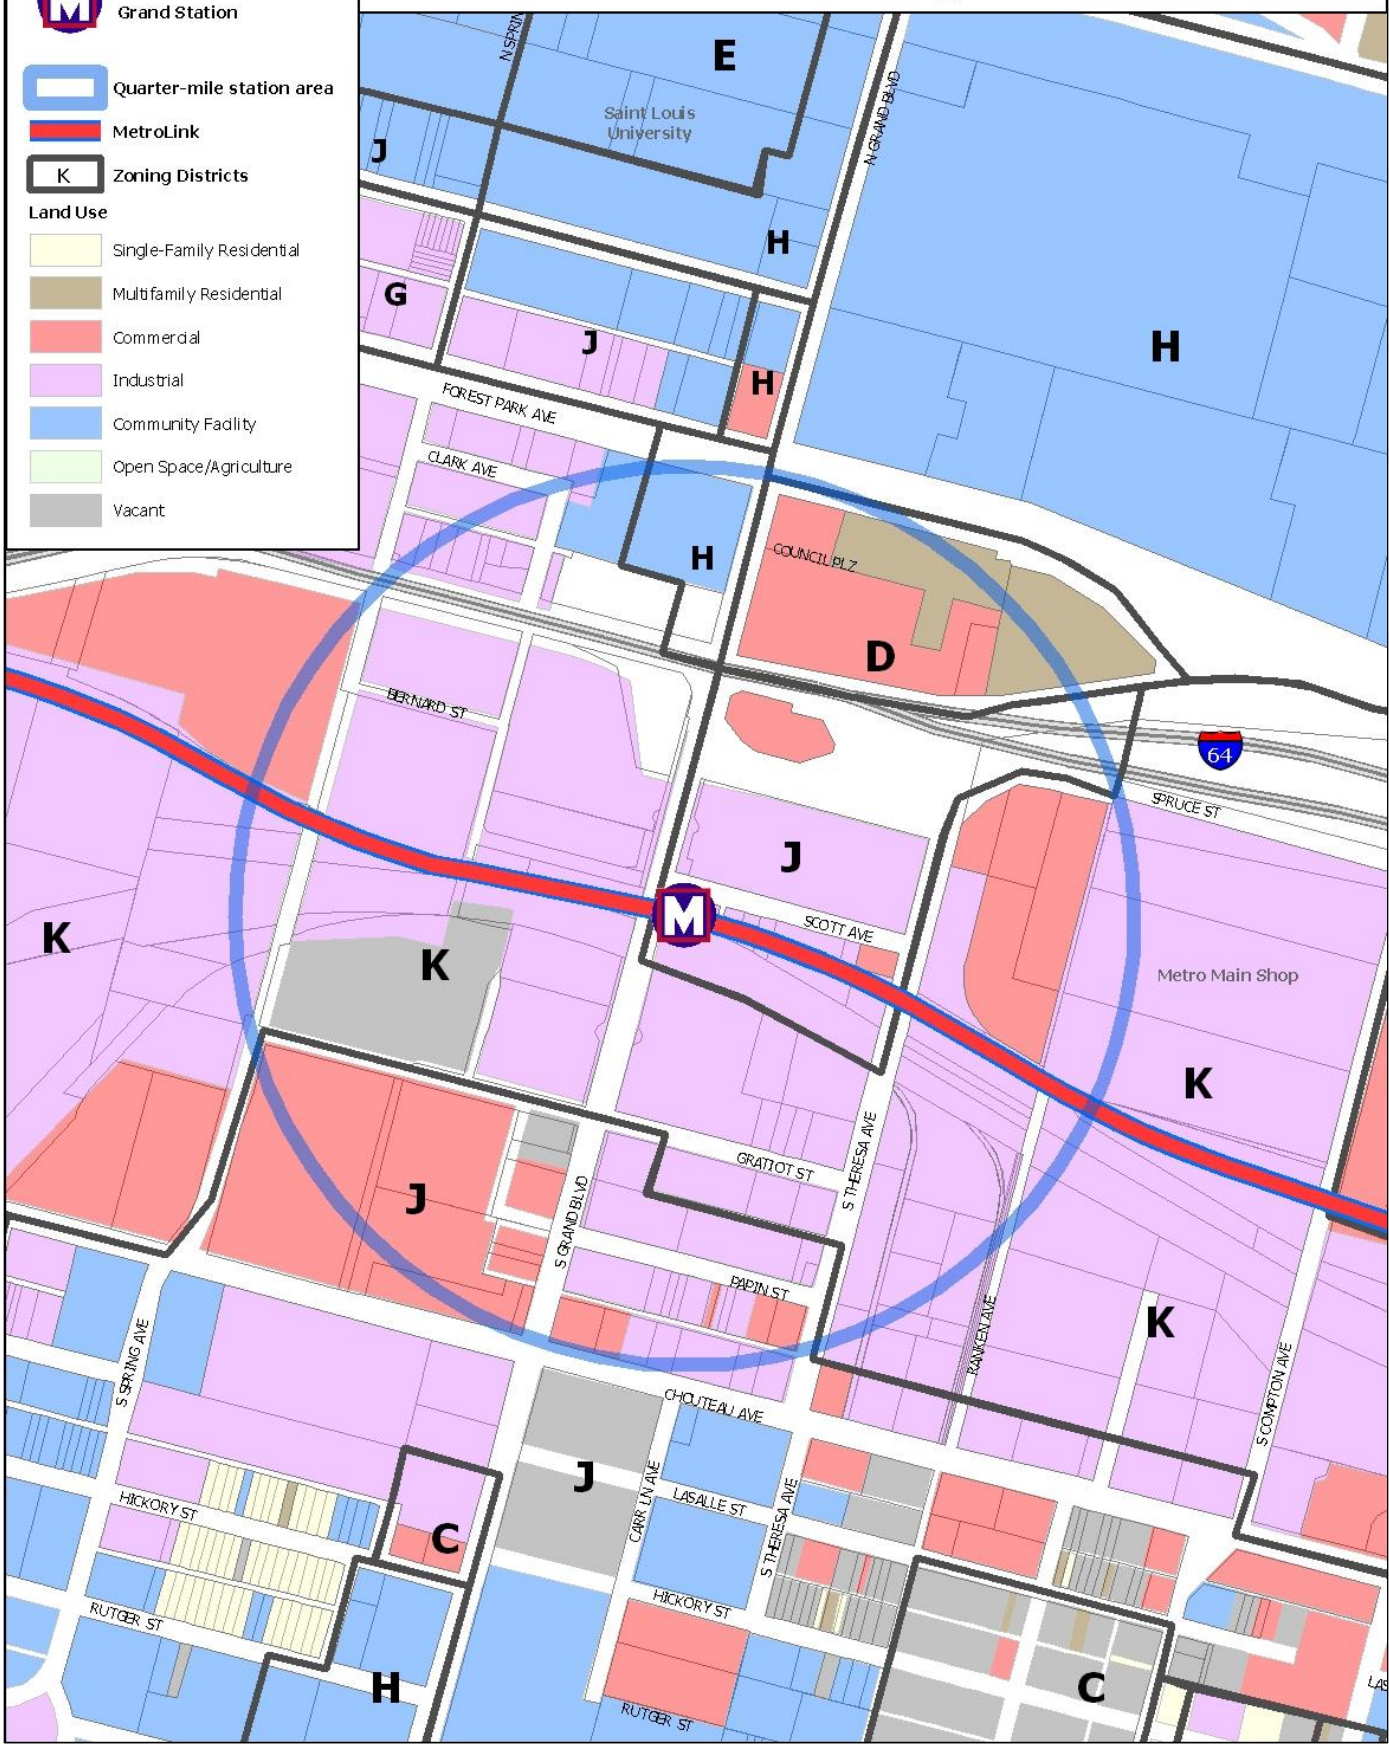 M
Grand Station
Quarter-mile station area
MetroLink
K
Zoning Districts
Land Use
Single-Family Residential
Multifamily Residential
Commercial
Industrial
Community Facility
Open Space/Agriculture
Vacant
N SPRIN
E
Saint Louis
University
N GRAND BLVD
J
H
G
J
H
H
FOREST PARK AVE
CLARK AVE
H
COUNCIL PLZ
D
BERNARD ST
64
SPRUCE ST
J
M
SCOTT AVE
K
K
Metro Main Shop
K
S THERESA AVE
GRATIOT ST
J
S GRAND BLVD
PAPIN ST
K
RANKEN AVE
S SPRING AVE
S COMPTON AVE
CHOUTEAU AVE
J
CARR LN AVE
LASALLE ST
S THERESA AVE
HICKORY ST
C
HICKORY ST
RUTGER ST
H
C
LAS
RUTGER ST